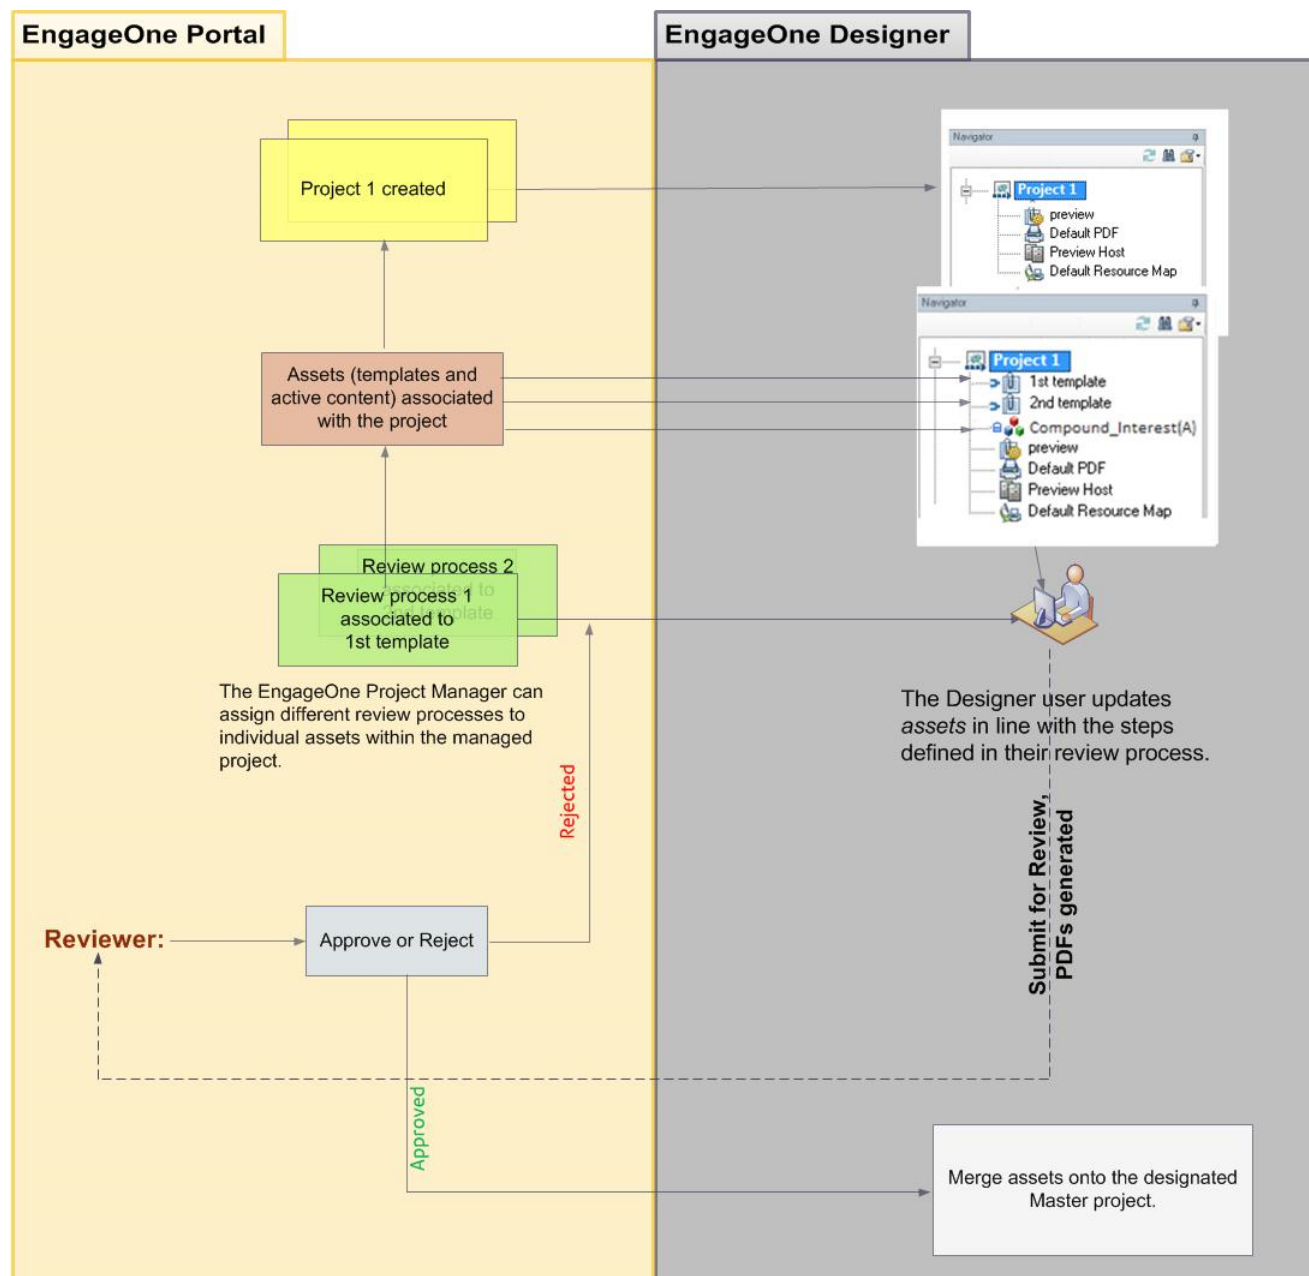 EngageOne Portal
EngageOne Designer
Project 1 created
Navigator
Project 1
preview
Default PDF
Preview Host
Default Resource Map
Assets (templates and
active content) associated
with the project
Navigator
Project 1
1st template
2nd template
Compound_Interest(A)
preview
Default PDF
Preview Host
Default Resource Map
Review process 2
associated to
2nd template
Review process 1
associated to
1st template
The EngageOne Project Manager can
assign different review processes to
individual assets within the managed
project.
The Designer user updates
assets in line with the steps
defined in their review process.
Rejected
Submit for Review,
PDFs generated
Reviewer:
Approve or Reject
Approved
Merge assets onto the designated
Master project.